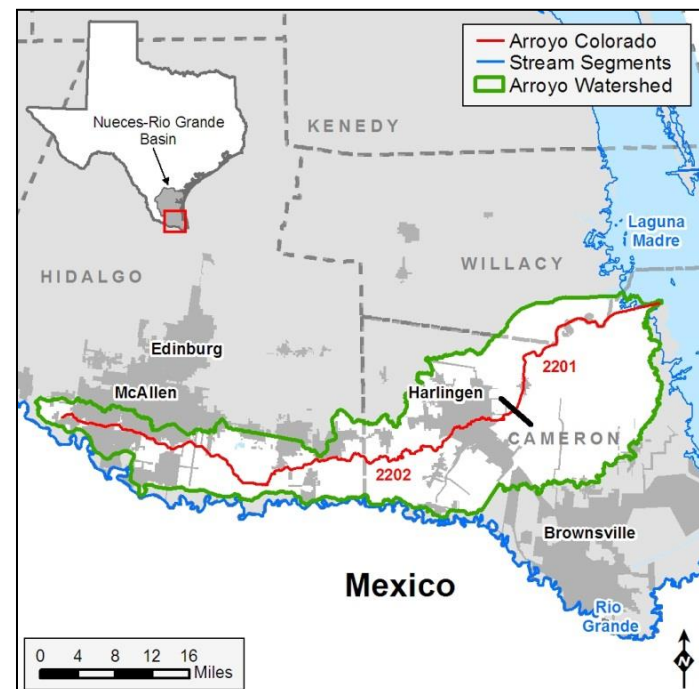 Arroyo Colorado
Stream Segments
Arroyo Watershed
Nueces-Rio Grande
Basin
KENEDY
Laguna
Madre
HIDALGO
WILLACY
Edinburg
McAllen
Harlingen
2201
CAMERON
2202
Brownsville
Mexico
Rio
Grande
0 4 8 12 16
Miles
N